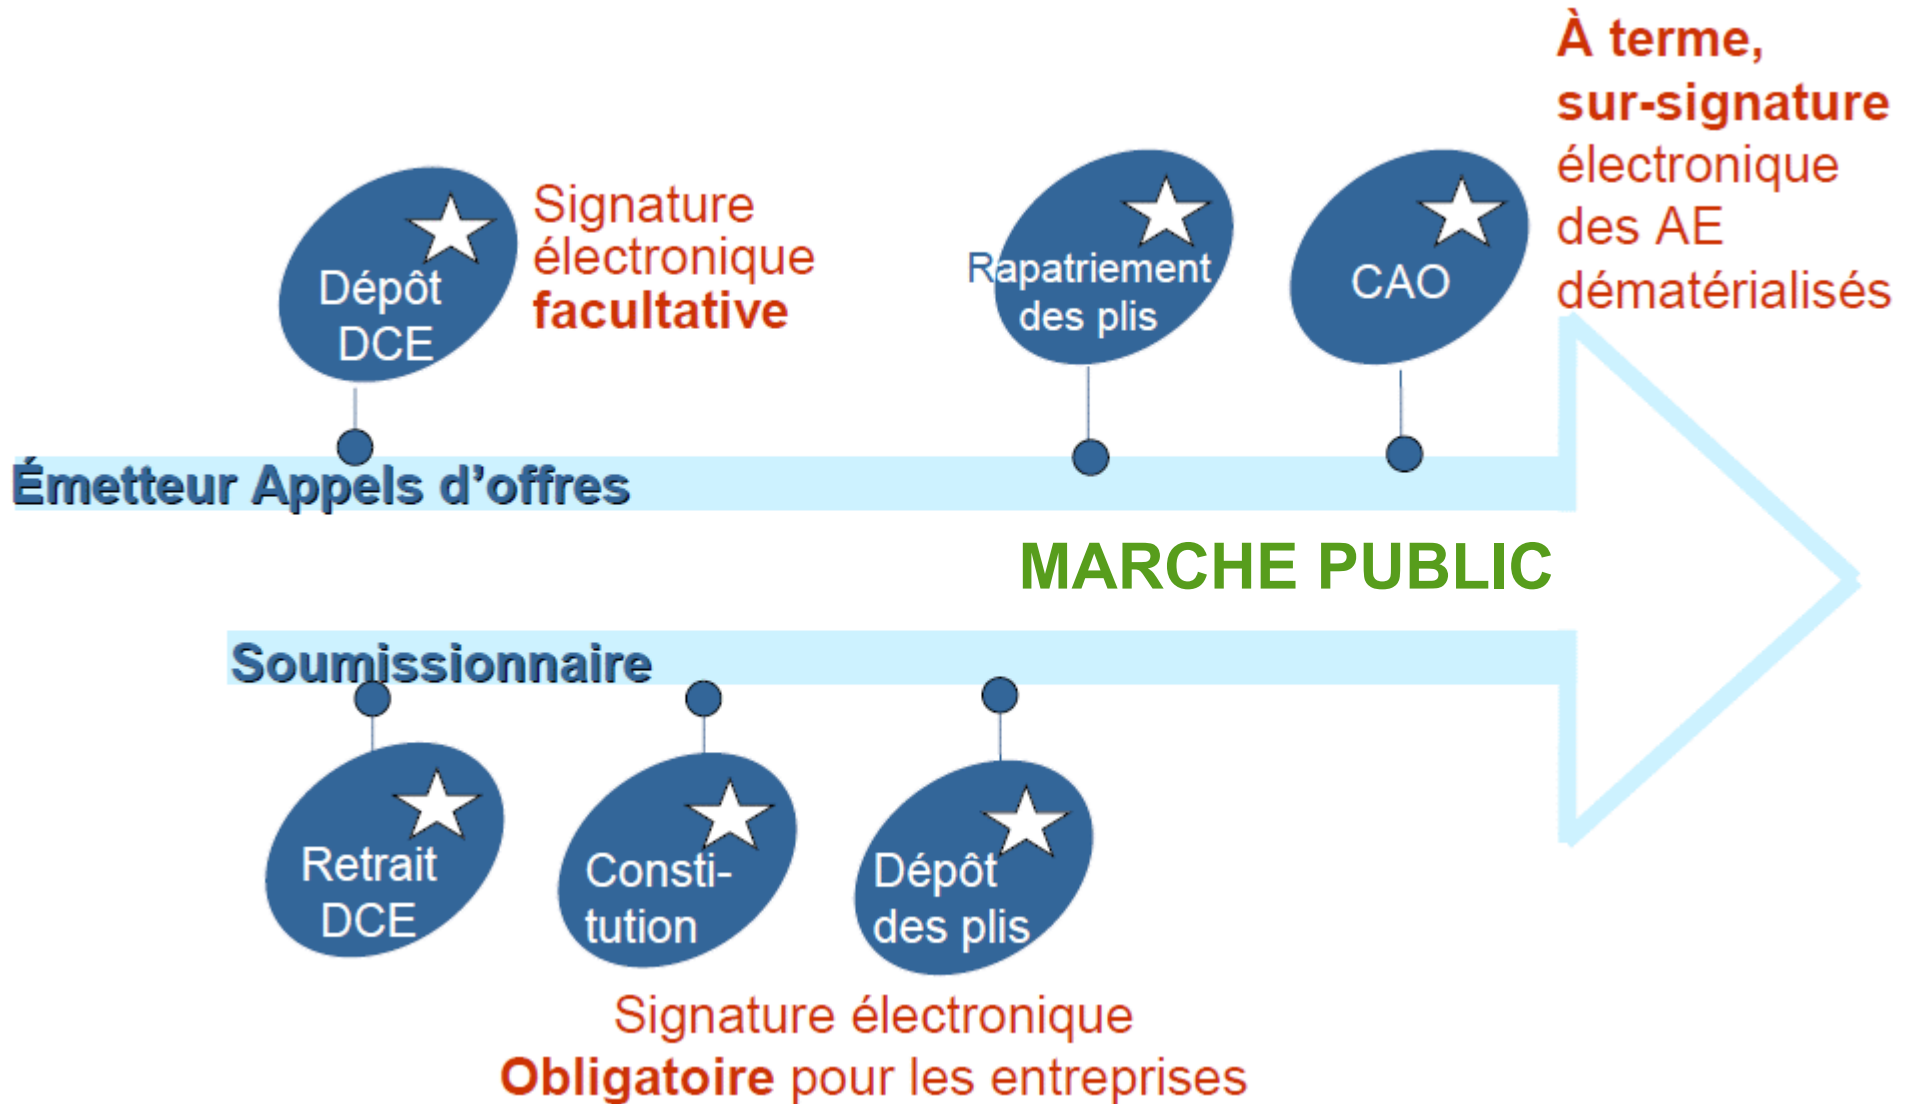 À terme,
sur-signature
électronique
des AE
dématérialisés
Dépôt
DCE
Signature
électronique
facultative
Rapatriement
des plis
CAO
Émetteur Appels d’offres
MARCHE PUBLIC
Soumissionnaire
Retrait
DCE
Consti-
tution
Dépôt
des plis
Signature électronique
Obligatoire pour les entreprises